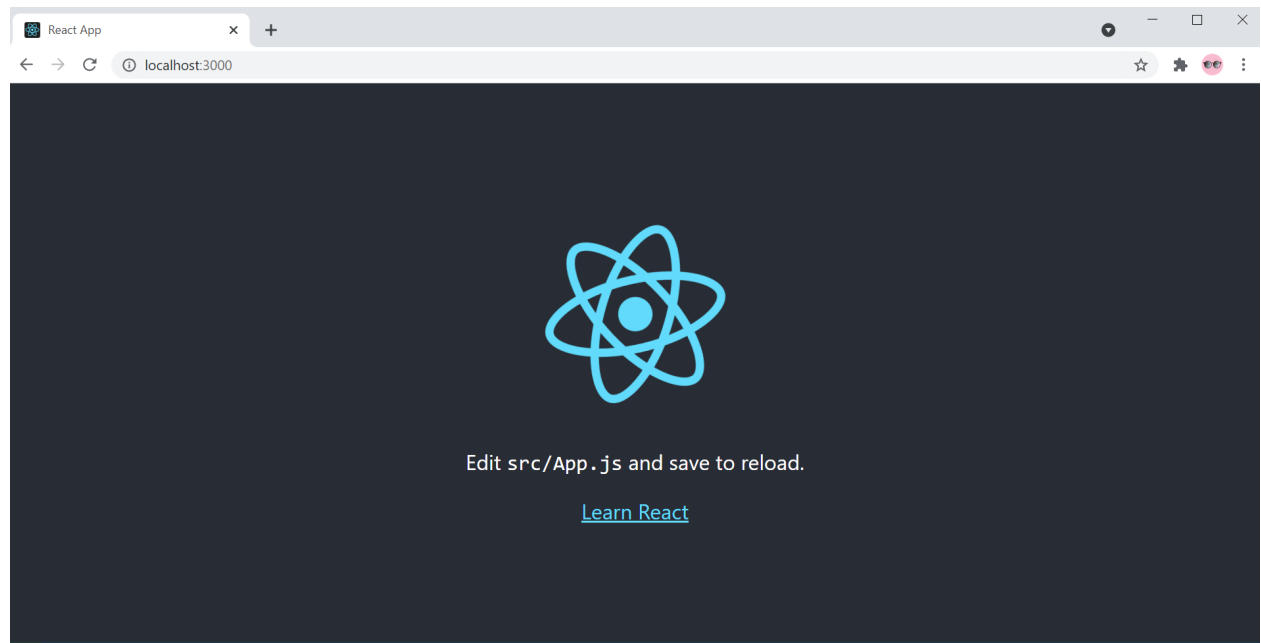 React App
localhost:3000
Edit src/App.js and save to reload.
Learn React